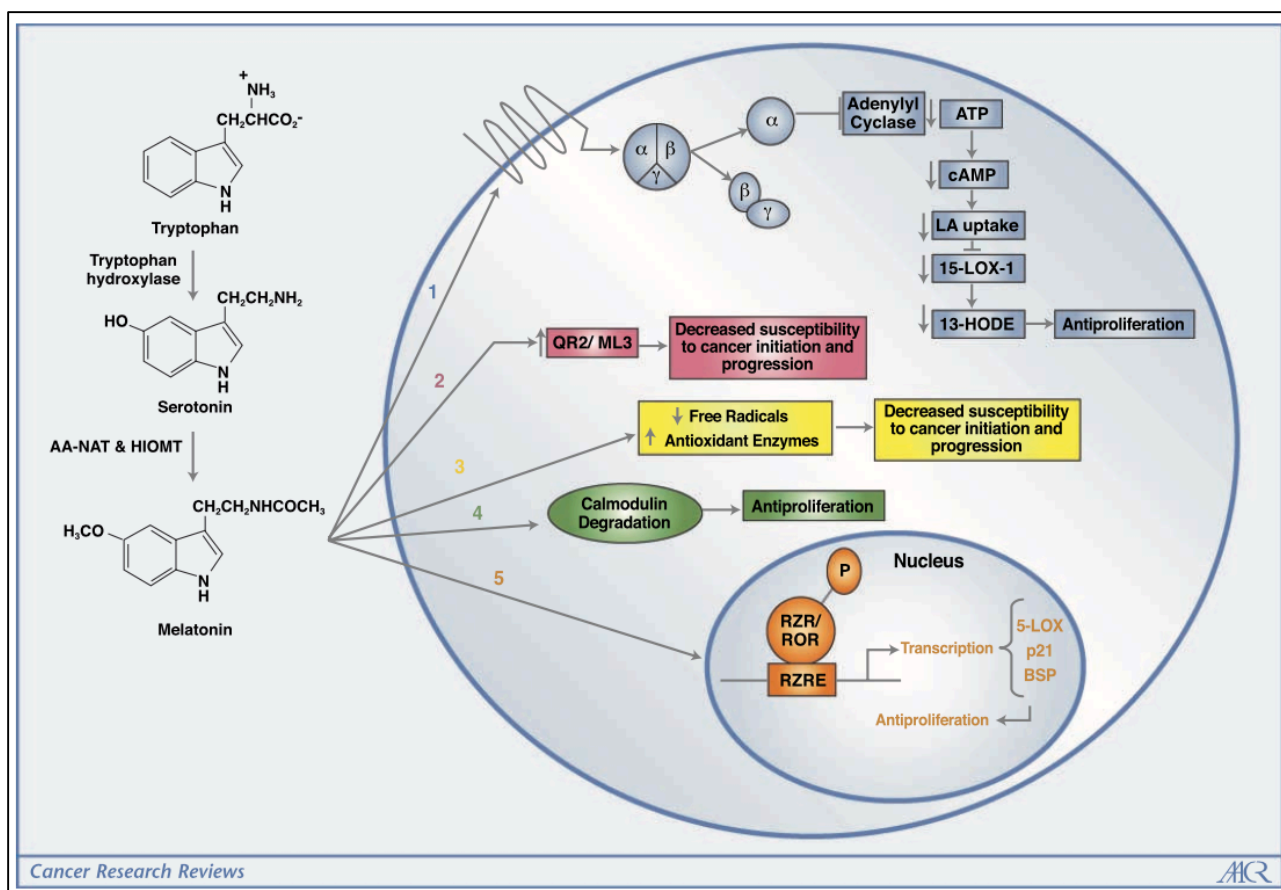 +
NH3
CH2CHCO2-
N
H
Tryptophan
Tryptophan
hydroxylase
HO
CH2CH2NH2
N
H
Serotonin
AA-NAT & HIOMT
CH2CH2NHCOCH3
H3CO
N
H
Melatonin
1
2
3
4
5
α β
γ
α
β
γ
Adenylyl
Cyclase
ATP
cAMP
LA uptake
15-LOX-1
13-HODE
Antiproliferation
QR2/ ML3
Decreased susceptibility
to cancer initiation and
progression
Free Radicals
Antioxidant Enzymes
Decreased susceptibility
to cancer initiation and
progression
Calmodulin
Degradation
Antiproliferation
Nucleus
P
RZR/
ROR
RZRE
Transcription
5-LOX
p21
BSP
Antiproliferation
Cancer Research Reviews
AACR